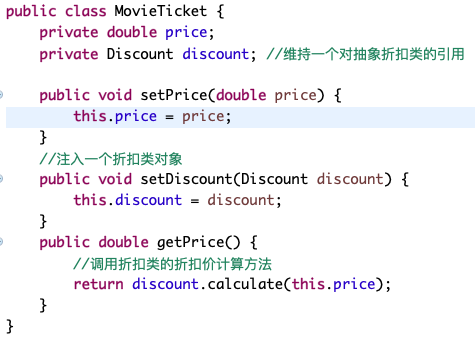 public class MovieTicket {
    private double price;
    private Discount discount; //维持一个对抽象折扣类的引用

    public void setPrice(double price) {
        this.price = price;
    }
    //注入一个折扣类对象
    public void setDiscount(Discount discount) {
        this.discount = discount;
    }
    public double getPrice() {
        //调用折扣类的折扣价计算方法
        return discount.calculate(this.price);
    }
}